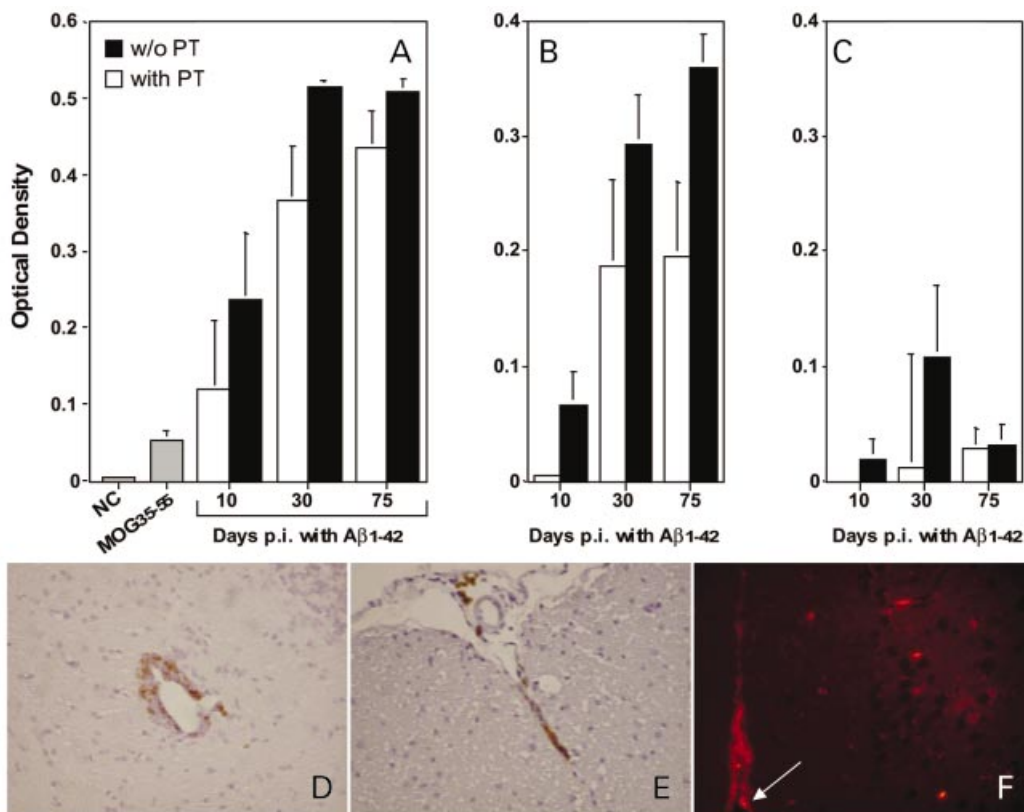 0.6
0.5
0.4
0.3
0.2
0.1
0
Optical Density
w/o PT
with PT
A
NC
MOG35-55
10 30 75
Days p.i. with Aβ1-42
0.4
0.3
0.2
0.1
0
B
10 30 75
Days p.i. with Aβ1-42
0.4
0.3
0.2
0.1
0
C
10 30 75
Days p.i. with Aβ1-42
D
E
F